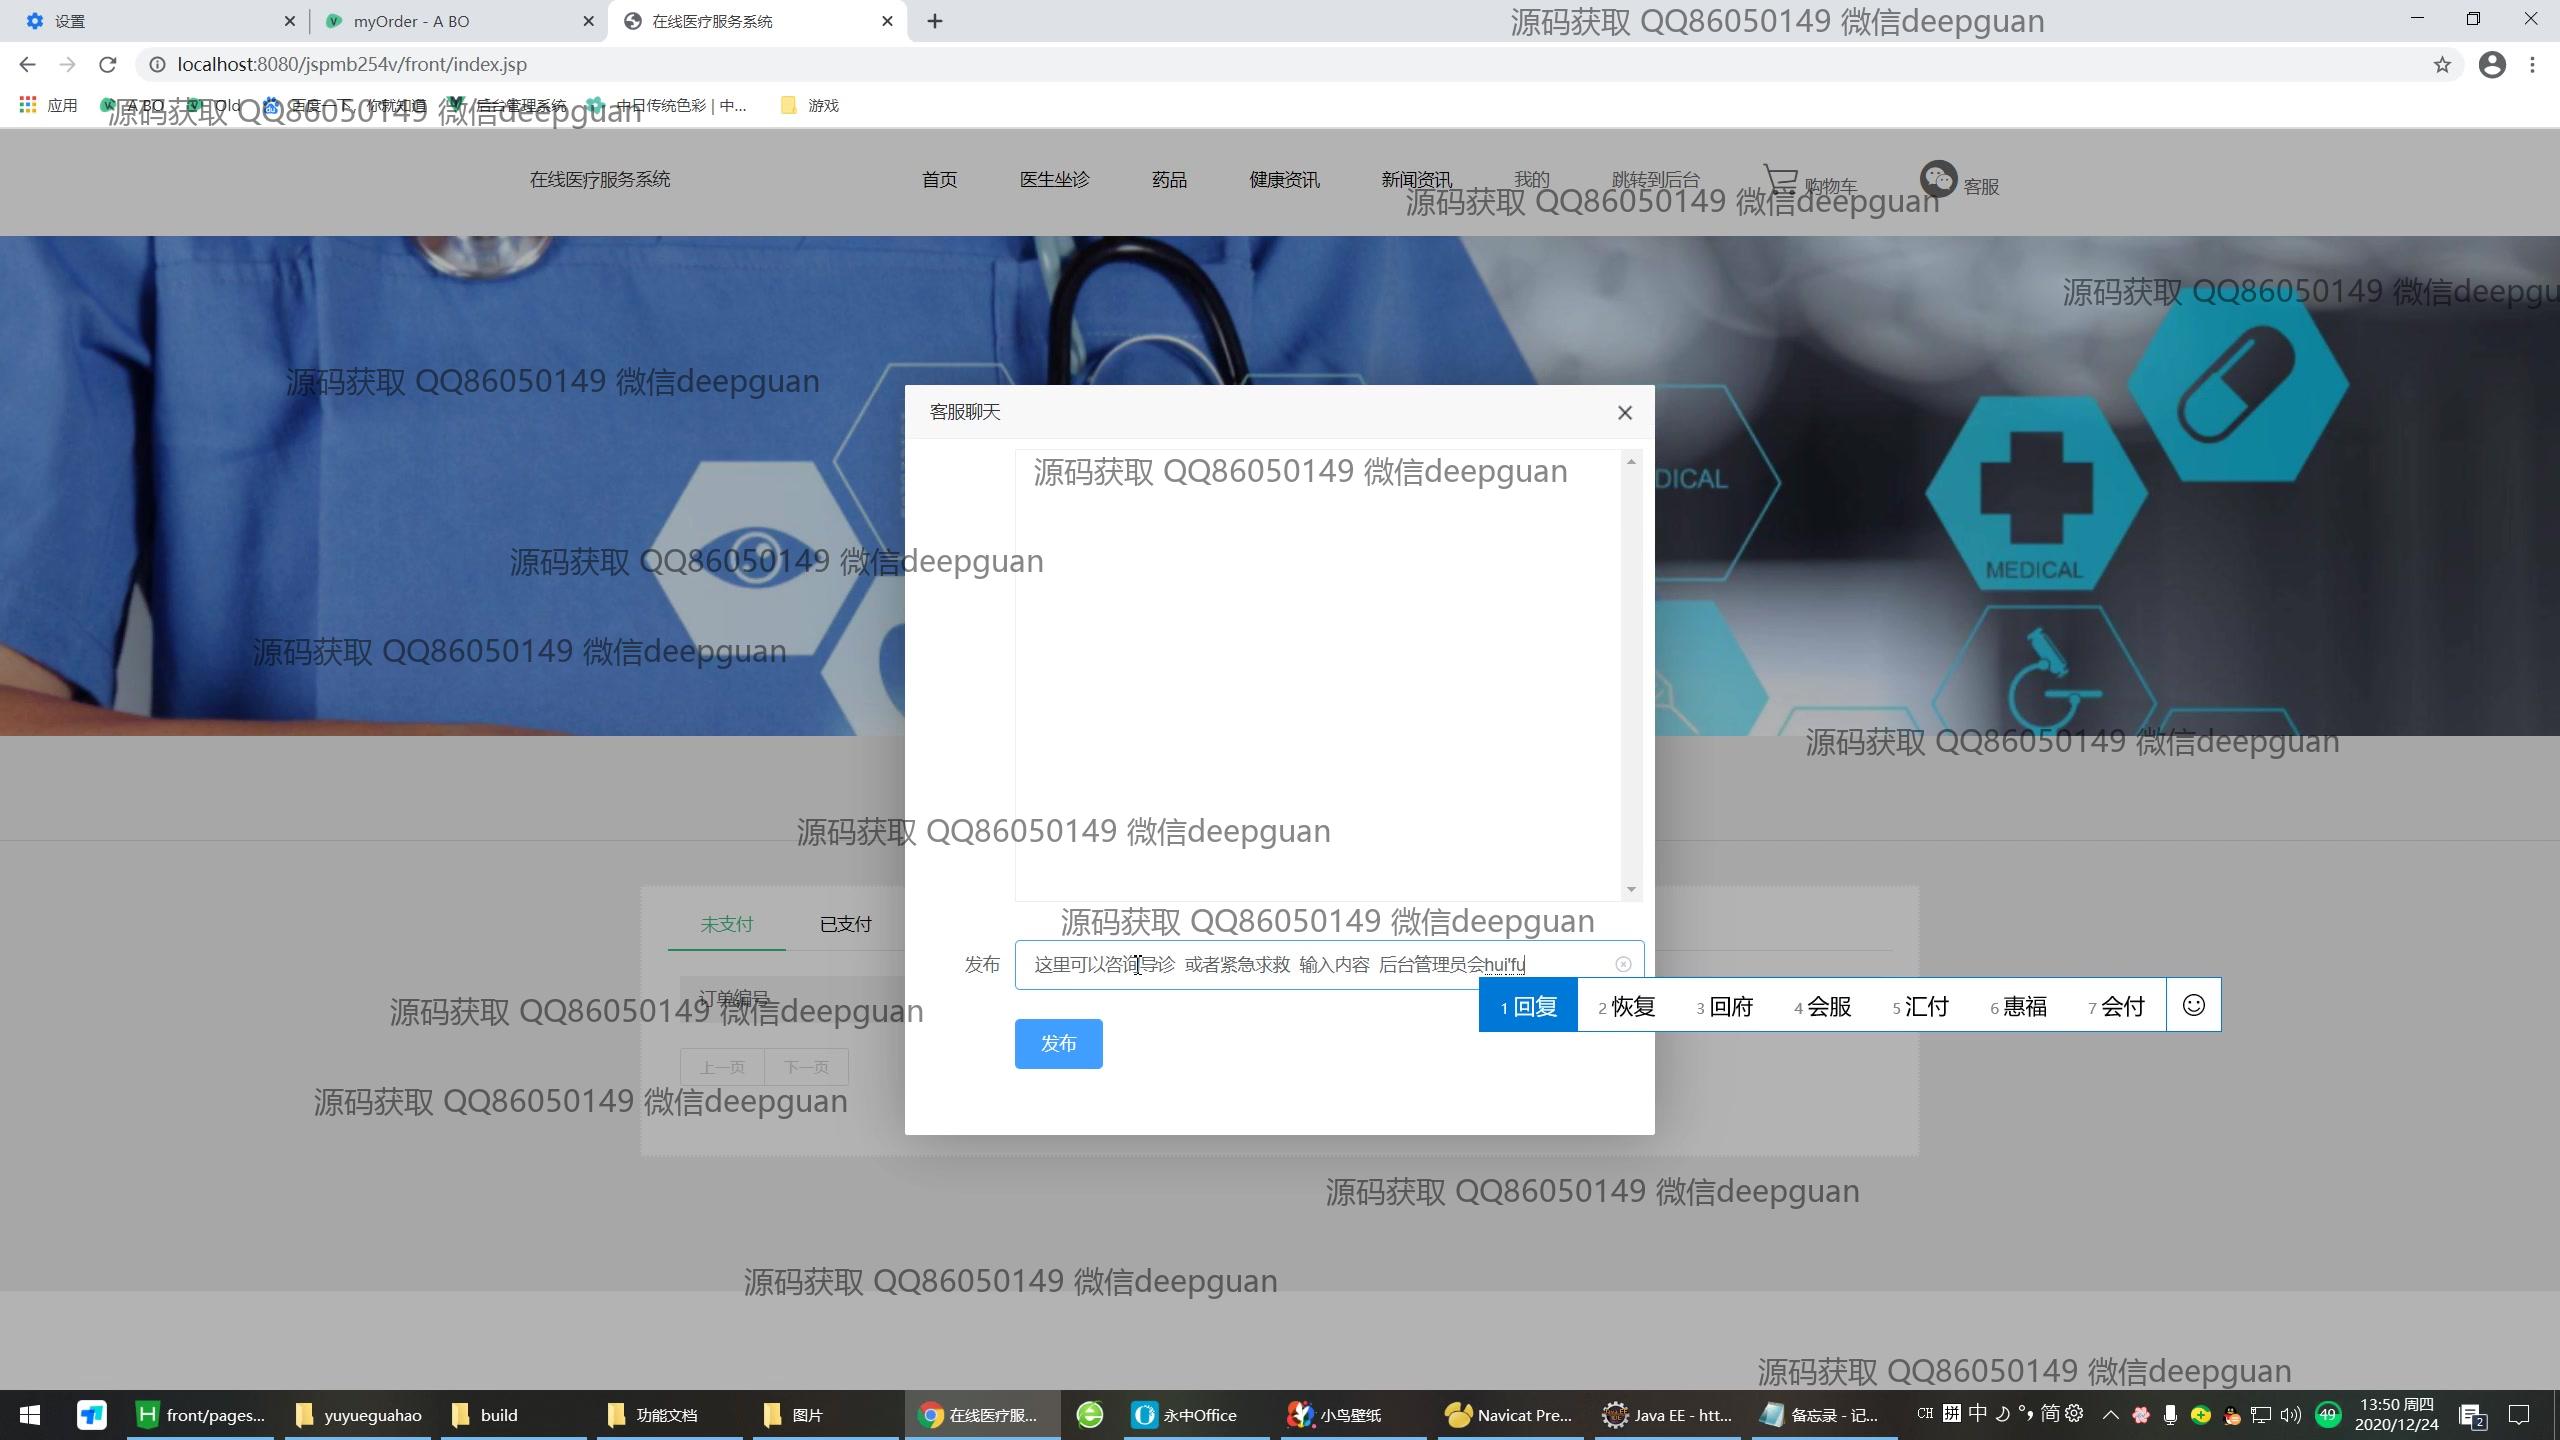 设置
myOrder - A BO
在线医疗服务系统
源码获取 QQ86050149 微信deepguan
localhost:8080/jspmb254v/front/index.jsp
应用
A BO
Old
百度一下，你就知道
后台管理系统
中日传统色彩 | 中...
游戏
源码获取 QQ86050149 微信deepguan
在线医疗服务系统
首页
医生坐诊
药品
健康资讯
新闻资讯
我的
跳转到后台
购物车
客服
源码获取 QQ86050149 微信deepguan
源码获取 QQ86050149 微信deepgu
源码获取 QQ86050149 微信deepguan
客服聊天
源码获取 QQ86050149 微信deepguan
DICAL
源码获取 QQ86050149 微信deepguan
MEDICAL
源码获取 QQ86050149 微信deepguan
源码获取 QQ86050149 微信deepguan
源码获取 QQ86050149 微信deepguan
未支付
已支付
源码获取 QQ86050149 微信deepguan
发布
这里可以咨询导诊 或者紧急求救 输入内容 后台管理员会hui'fu
1 回复 2 恢复 3 回府 4 会服 5 汇付 6 惠福 7 会付
订单编号
源码获取 QQ86050149 微信deepguan
发布
上一页
下一页
源码获取 QQ86050149 微信deepguan
源码获取 QQ86050149 微信deepguan
源码获取 QQ86050149 微信deepguan
源码获取 QQ86050149 微信deepguan
front/pages...
yuyueguahao
build
功能文档
图片
在线医疗服...
永中Office
小鸟壁纸
Navicat Pre...
Java EE - htt...
备忘录 - 记...
CH 拼 中 简
49
13:50 周四
2020/12/24
2